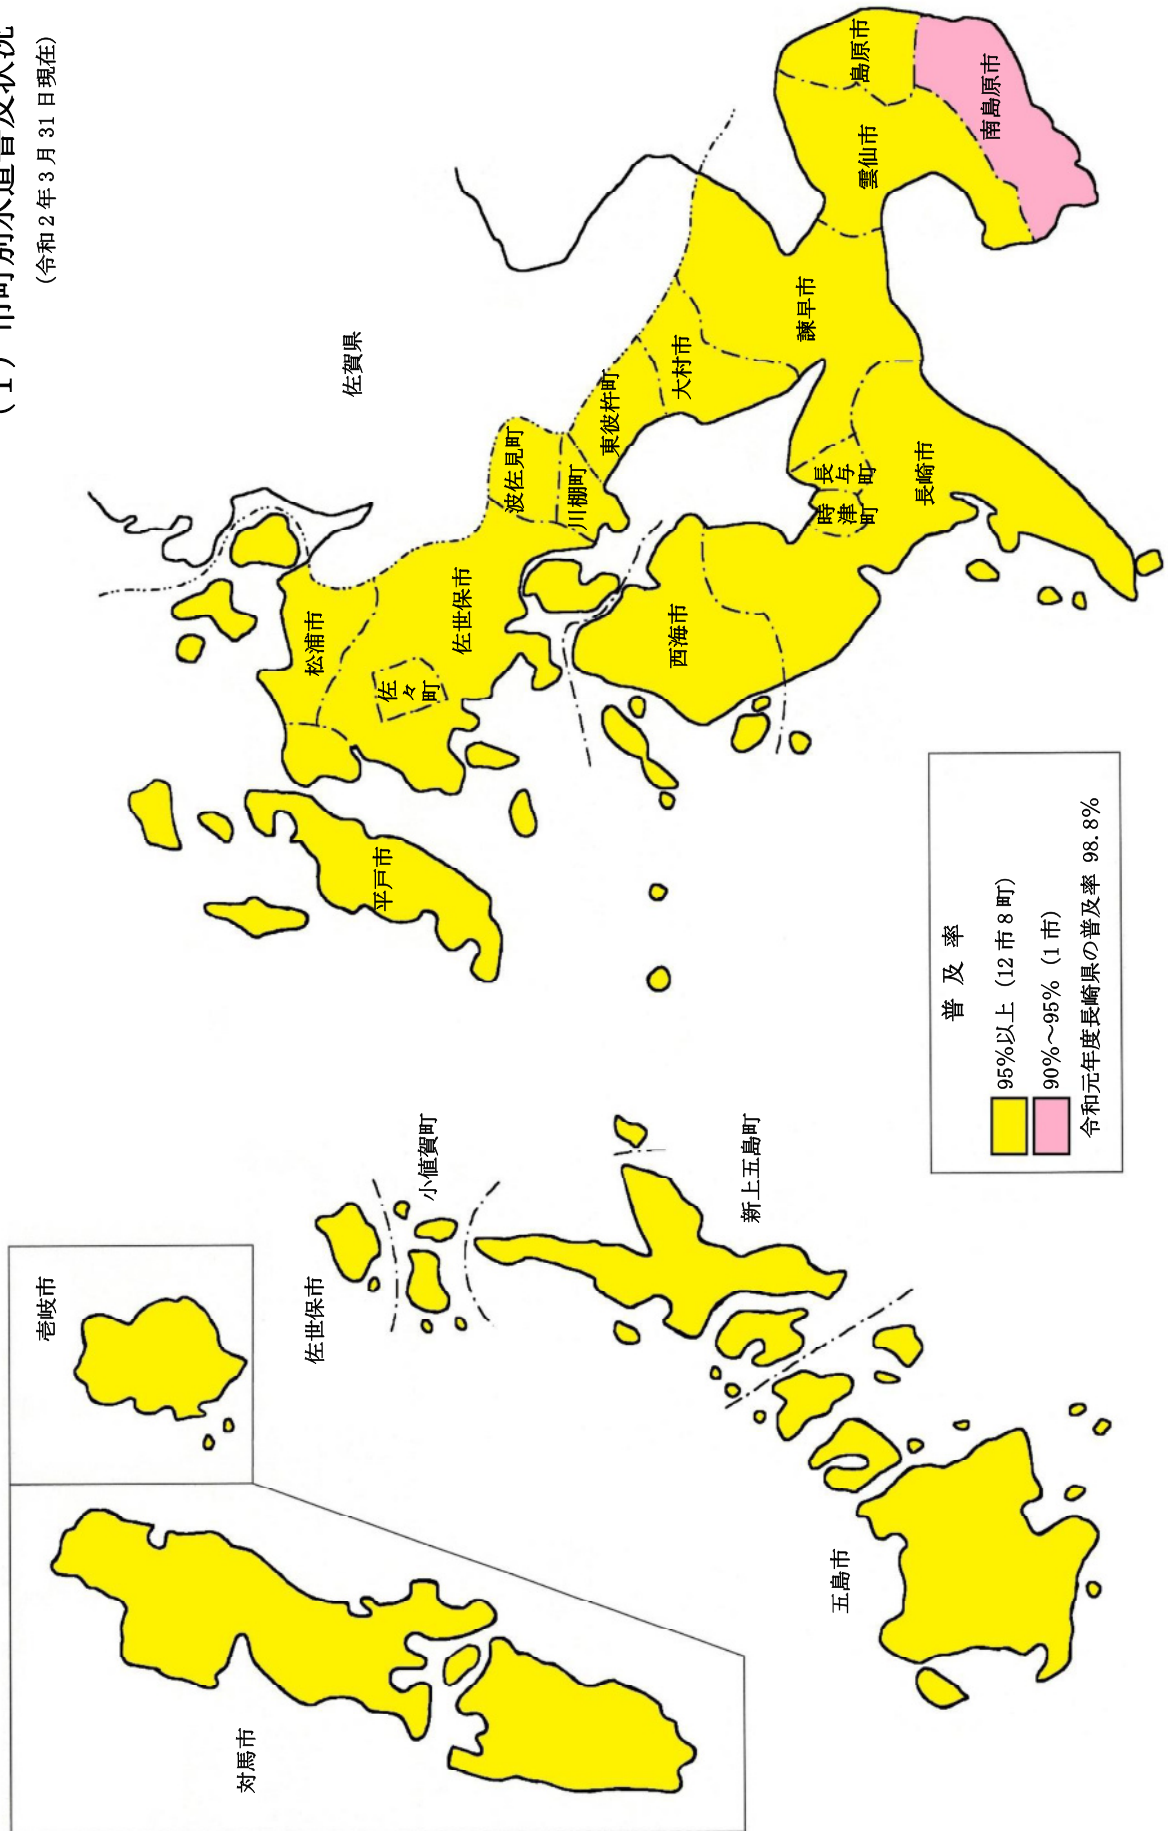 （1）市町別水道普及状況
（令和2年3月31日現在）
佐賀県
壱岐市
対馬市
佐世保市
小値賀町
新上五島町
五島市
平戸市
松浦市
佐々町
佐世保市
波佐見町
川棚町
東彼杵町
大村市
西海市
時津町
長与町
長崎市
諫早市
雲仙市
島原市
南島原市
普及率
95%以上（12市8町）
90%～95%（1市）
令和元年度長崎県の普及率 98.8%